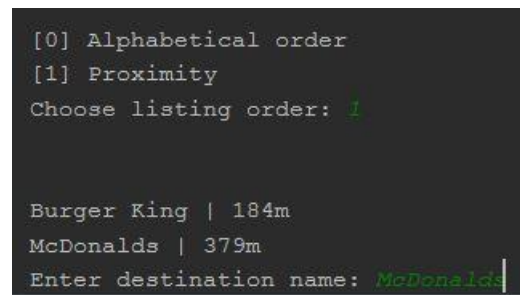 [0] Alphabetical order
[1] Proximity
Choose listing order: 1
Burger King | 184m
McDonalds | 379m
Enter destination name: McDonalds